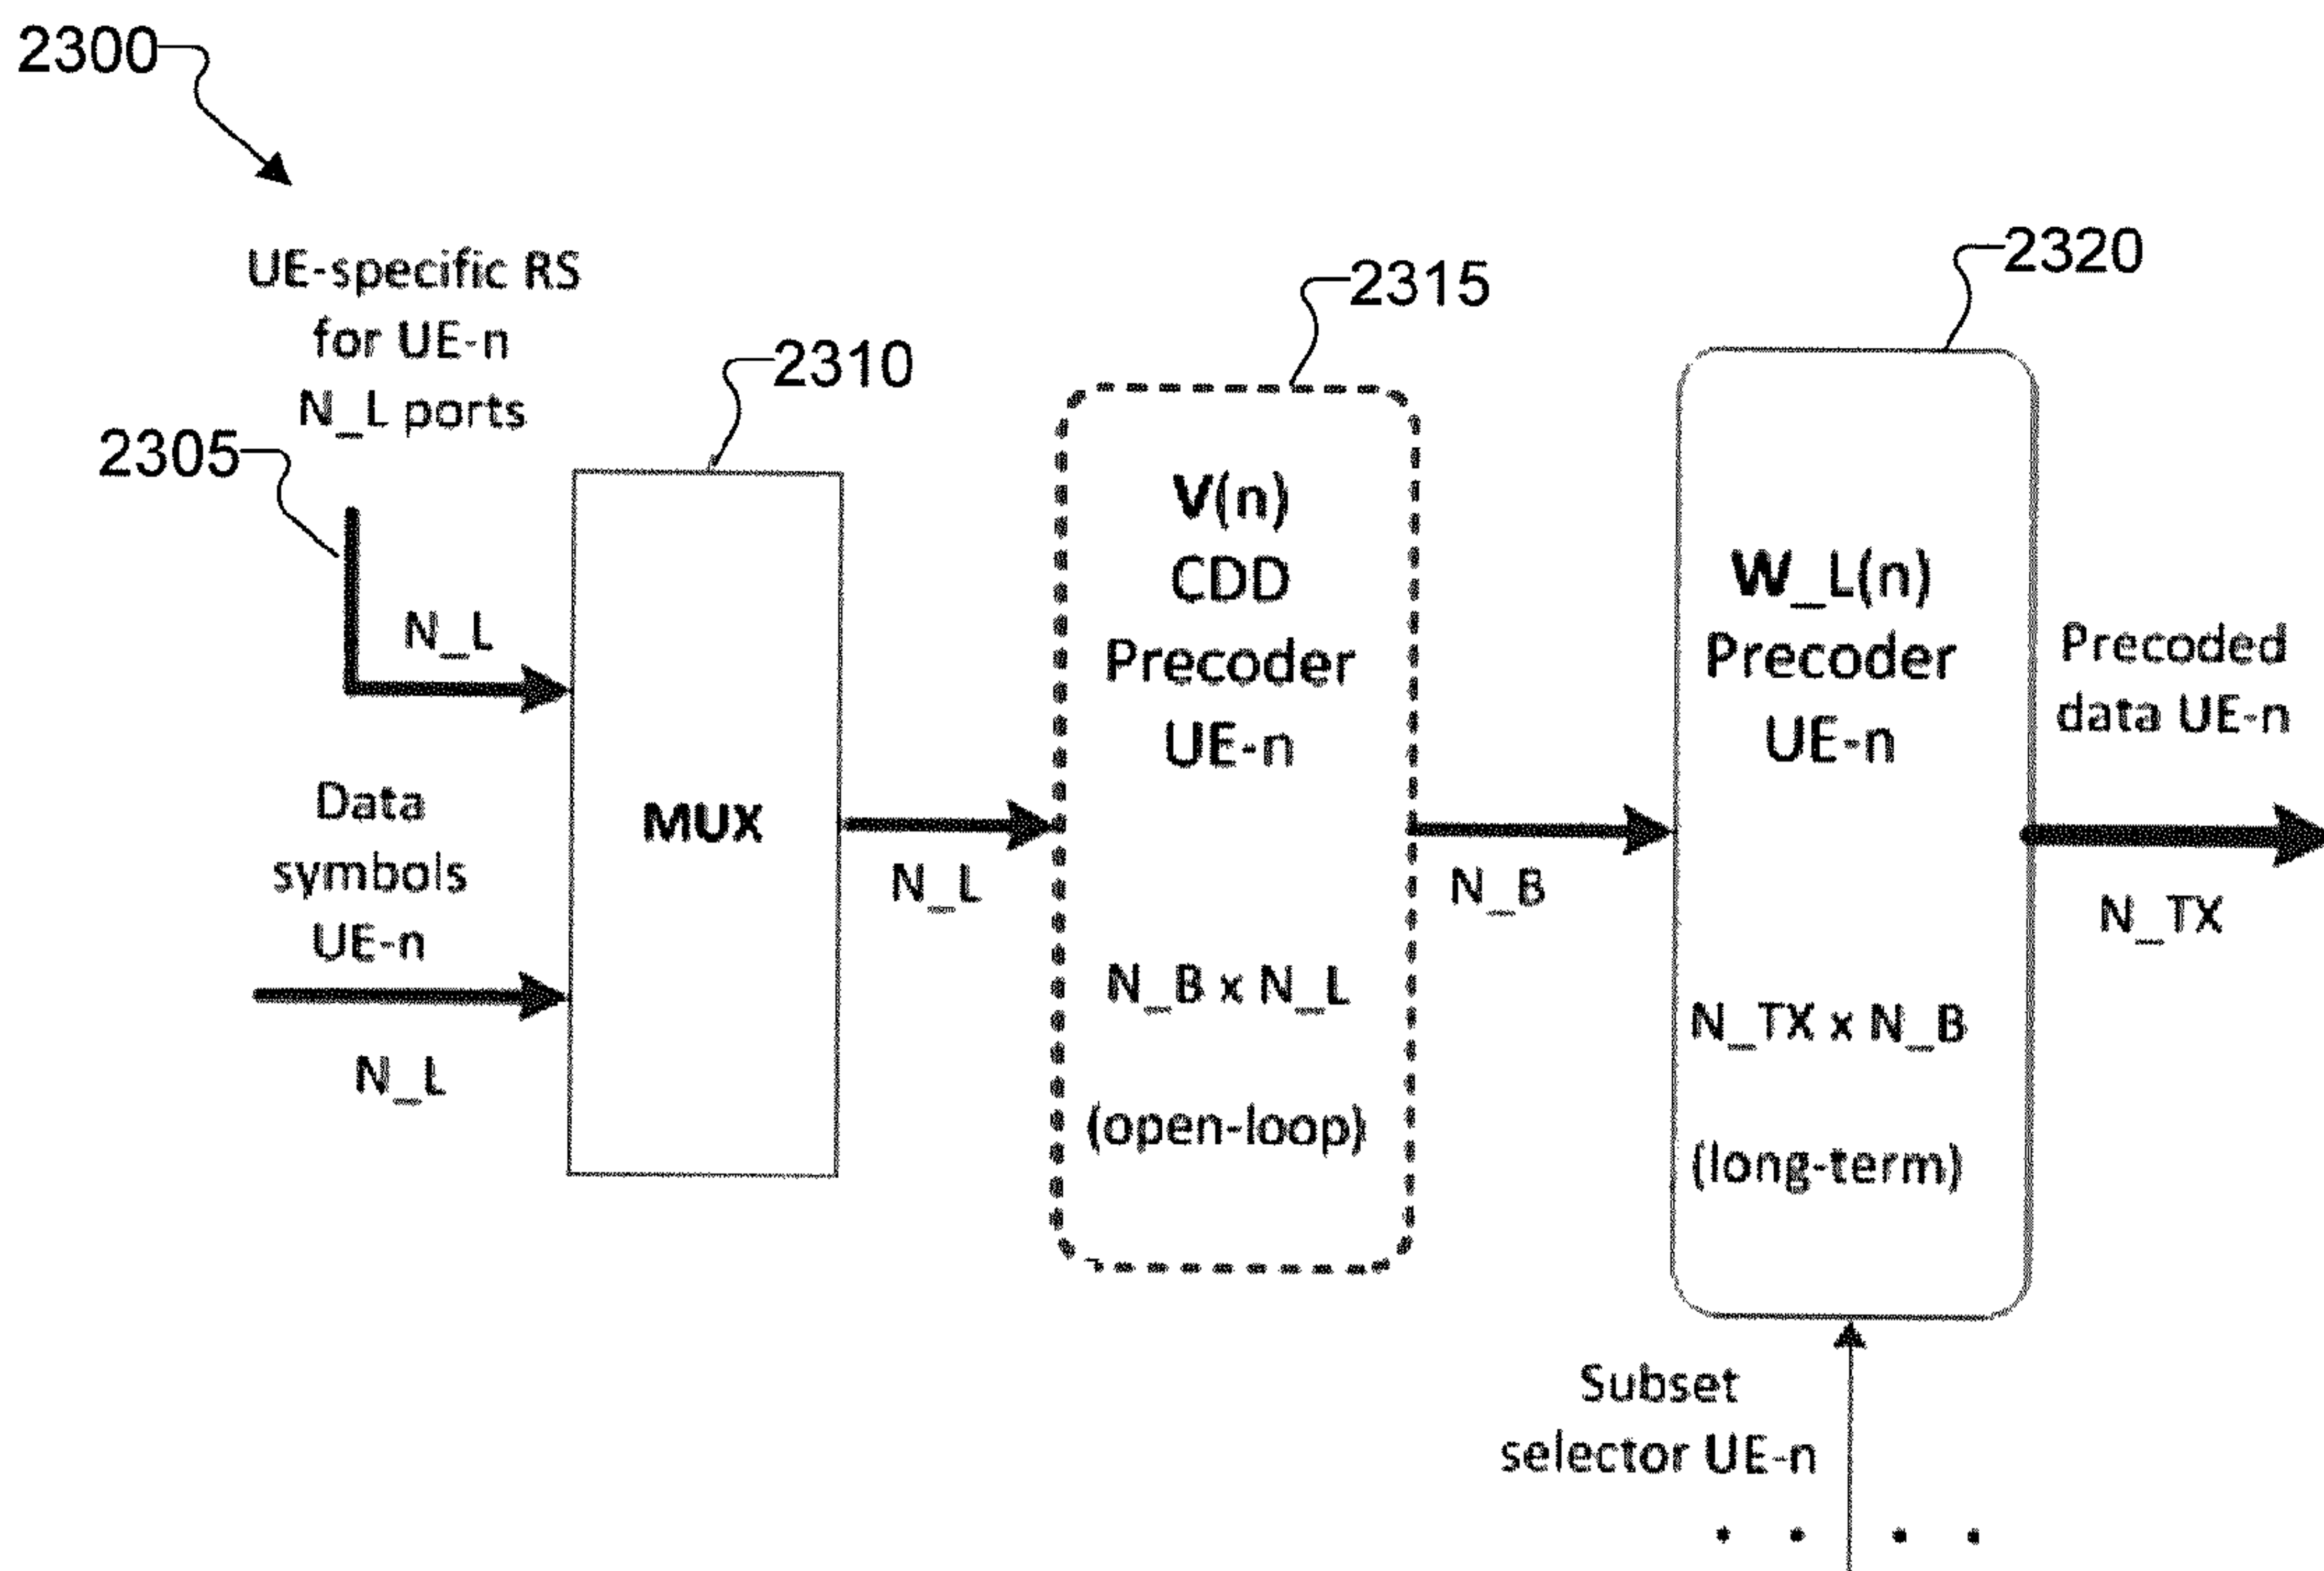 2300
UE-specific RS
for UE-n
N_L ports
2305
N_L
Data
symbols
UE-n
N_L
2310
MUX
N_L
2315
V(n)
CDD
Precoder
UE-n
N_B x N_L
(open-loop)
N_B
2320
W_L(n)
Precoder
UE-n
N_TX x N_B
(long-term)
Precoded
data UE-n
N_TX
Subset
selector UE-n